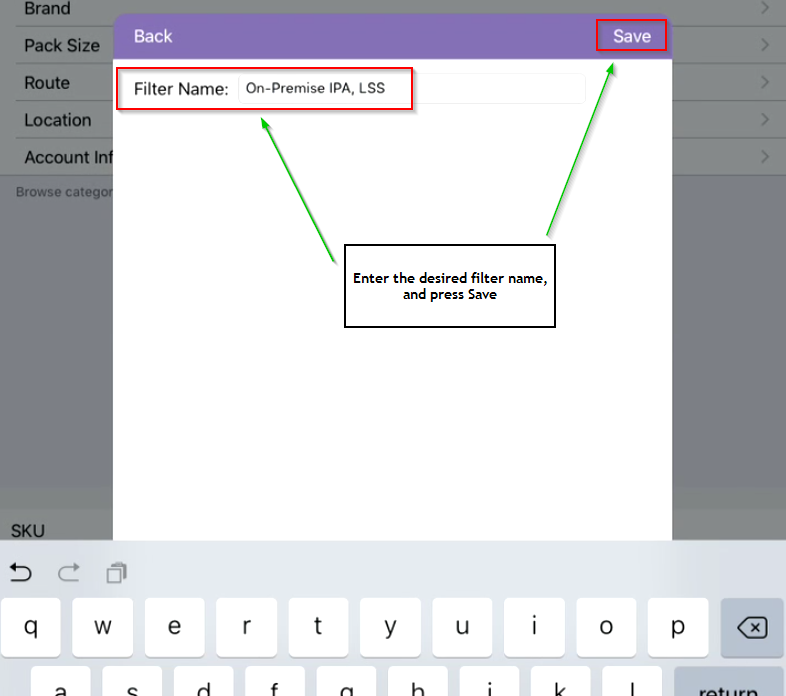 Brand
Back
Save
Pack Size
Route
Filter Name: On-Premise IPA, LSS
Location
Account Inf
Browse categor
Enter the desired filter name,
and press Save
SKU
q w e r t y u i o p
a s d f g h j k l return